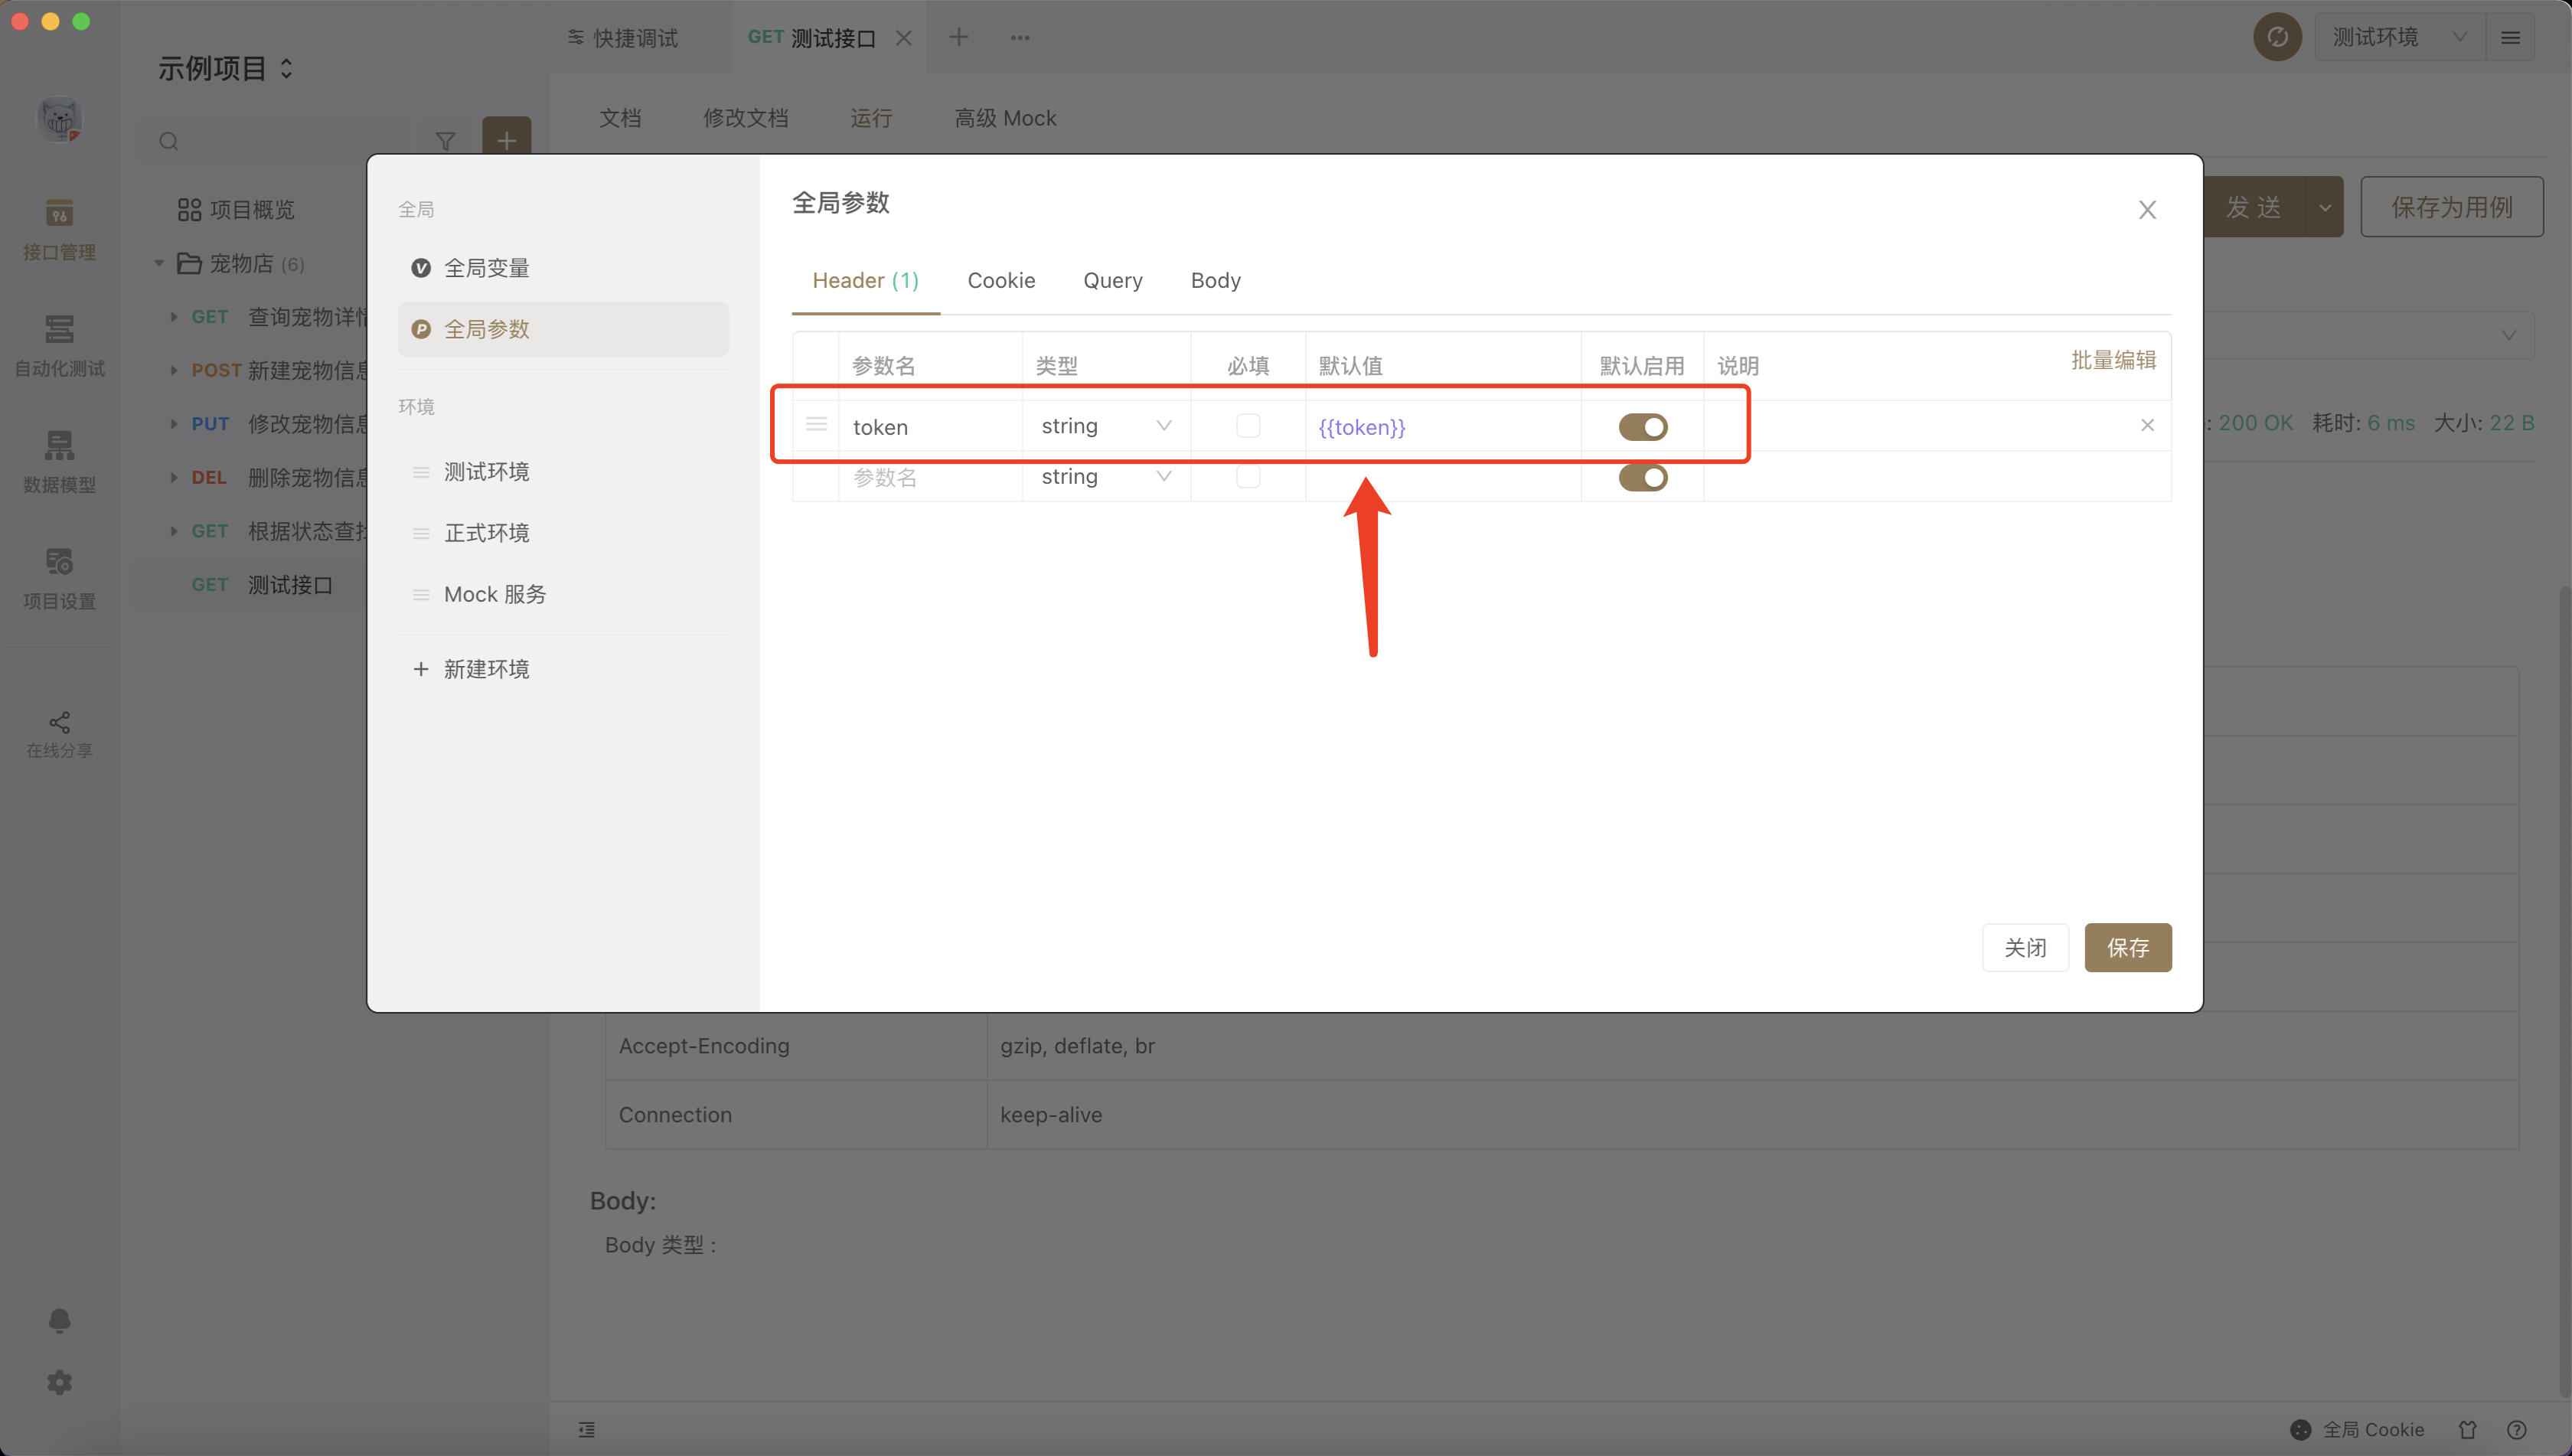 示例项目
快捷调试
GET 测试接口
测试环境
文档
修改文档
运行
高级 Mock
发 送
保存为用例
接口管理
自动化测试
数据模型
项目设置
在线分享
项目概览
宠物店 (6)
GET 查询宠物详情
POST 新建宠物信息
PUT 修改宠物信息
DEL 删除宠物信息
GET 根据状态查找
GET 测试接口
全局
全局变量
全局参数
环境
测试环境
正式环境
Mock 服务
新建环境
全局参数
Header (1)
Cookie
Query
Body
参数名 类型 必填 默认值 默认启用 说明 批量编辑
token string {{token}}
参数名 string
关闭
保存
: 200 OK 耗时: 6 ms 大小: 22 B
Accept-Encoding gzip, deflate, br
Connection keep-alive
Body:
Body 类型 :
全局 Cookie